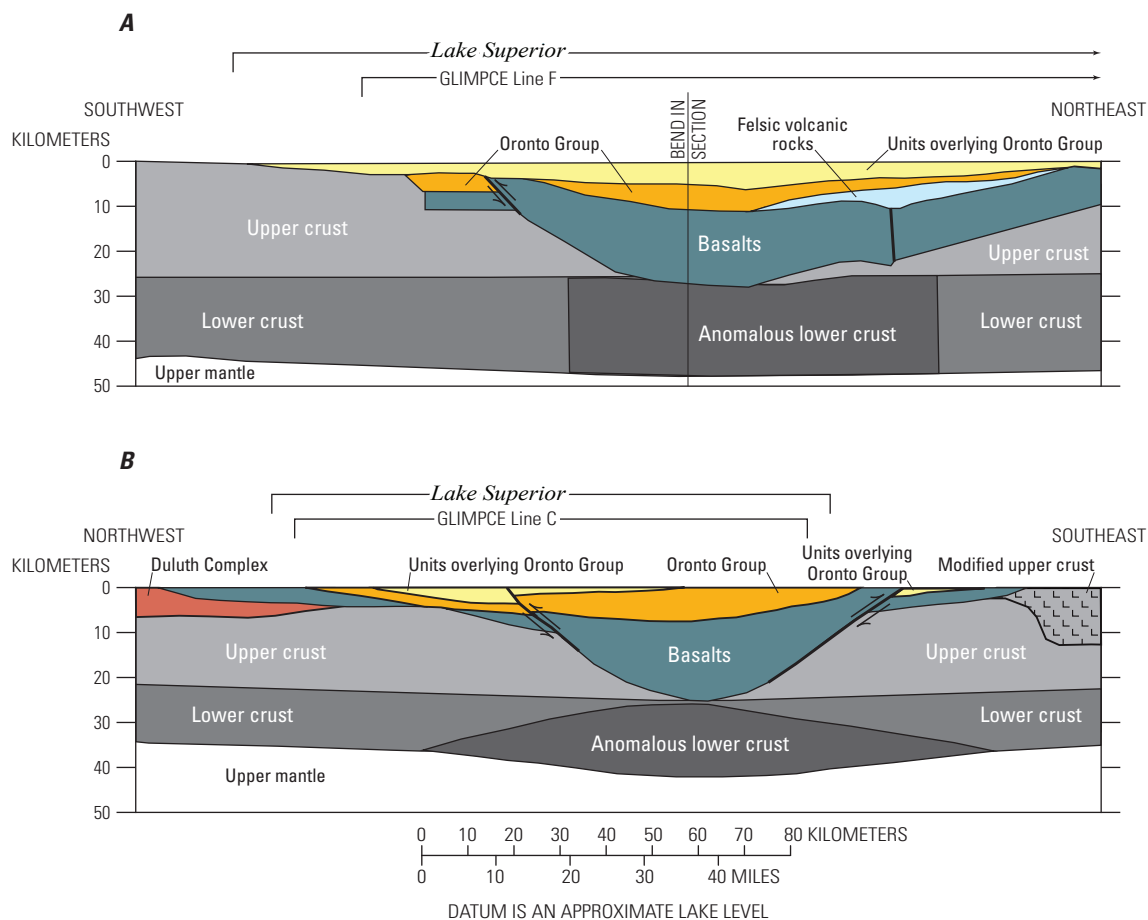 A
Lake Superior
GLIMPCE Line F
SOUTHWEST
NORTHEAST
KILOMETERS
BEND IN
SECTION
Oronto Group
Felsic volcanic
rocks
Units overlying Oronto Group
0
10
20
30
40
50
Upper crust
Basalts
Upper crust
Lower crust
Anomalous lower crust
Lower crust
Upper mantle
B
Lake Superior
GLIMPCE Line C
NORTHWEST
SOUTHEAST
KILOMETERS
Duluth Complex
Units overlying Oronto Group
Oronto Group
Units overlying
Oronto Group
Modified upper crust
0
10
20
30
40
50
Upper crust
Basalts
Upper crust
Lower crust
Anomalous lower crust
Lower crust
Upper mantle
0 10 20 30 40 50 60 70 80 KILOMETERS
0 10 20 30 40 MILES
DATUM IS AN APPROXIMATE LAKE LEVEL